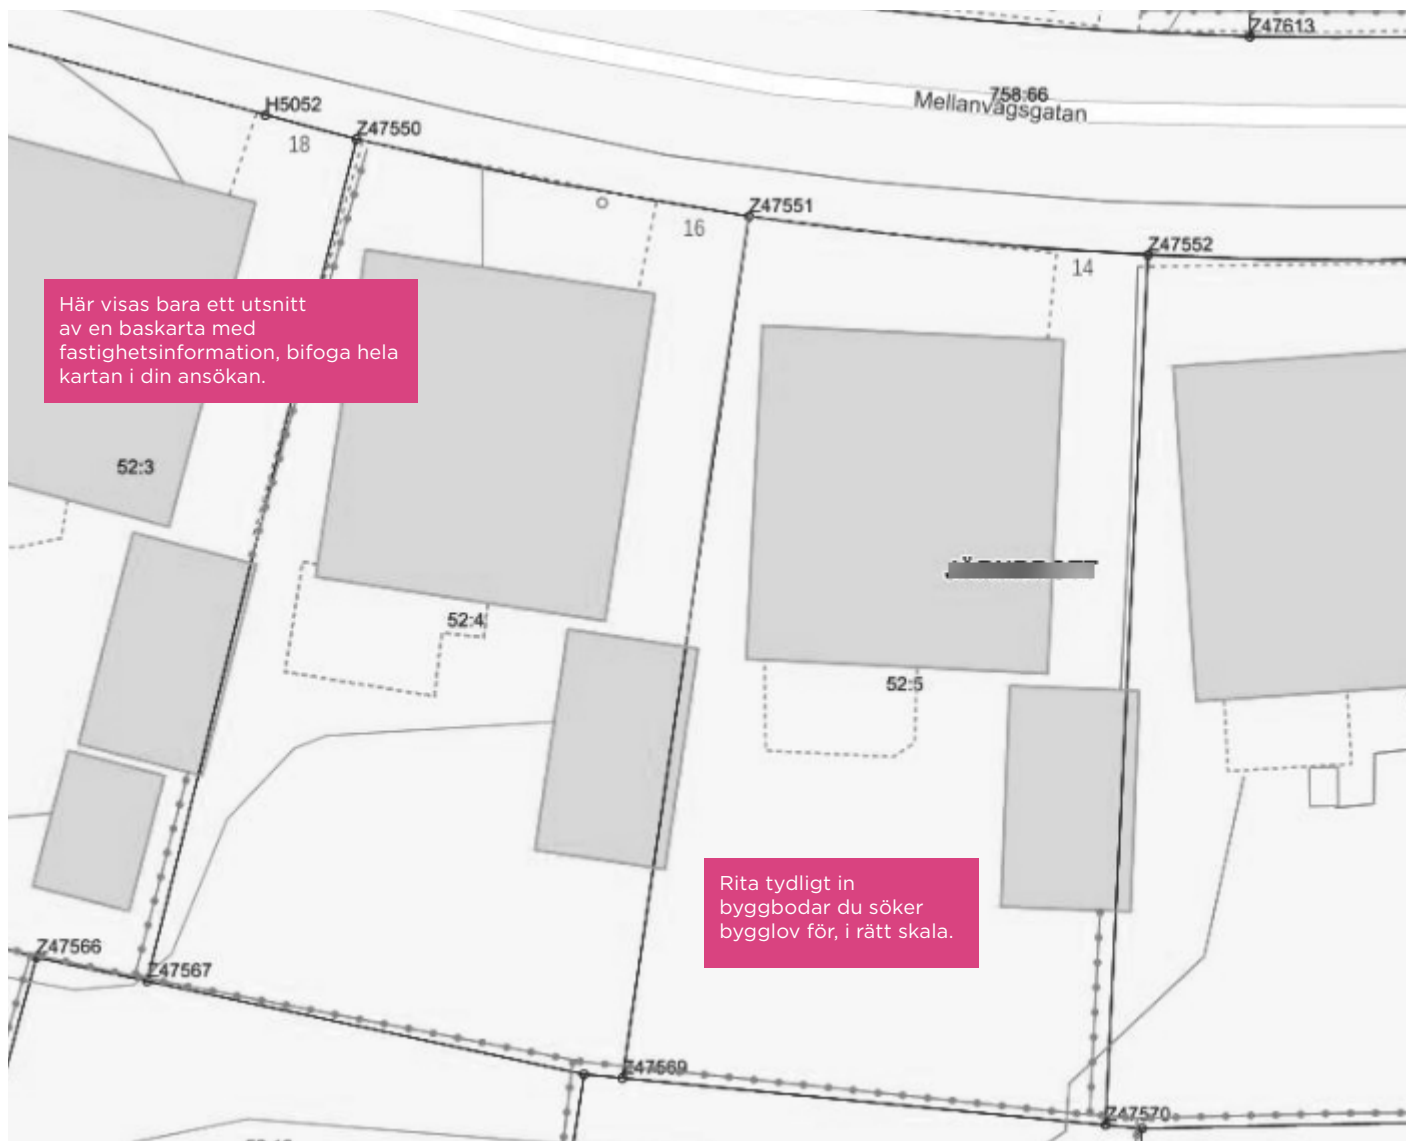 Z47613
758.66
Mellanvågsgatan
H5052
Z47550
18
Z47551
16
Z47552
14
Här visas bara ett utsnitt
av en baskarta med
fastighetsinformation, bifoga hela
kartan i din ansökan.
52:3
52:4
52:5
Rita tydligt in
byggbodar du söker
bygglov för, i rätt skala.
Z47566
Z47567
Z47569
Z47570